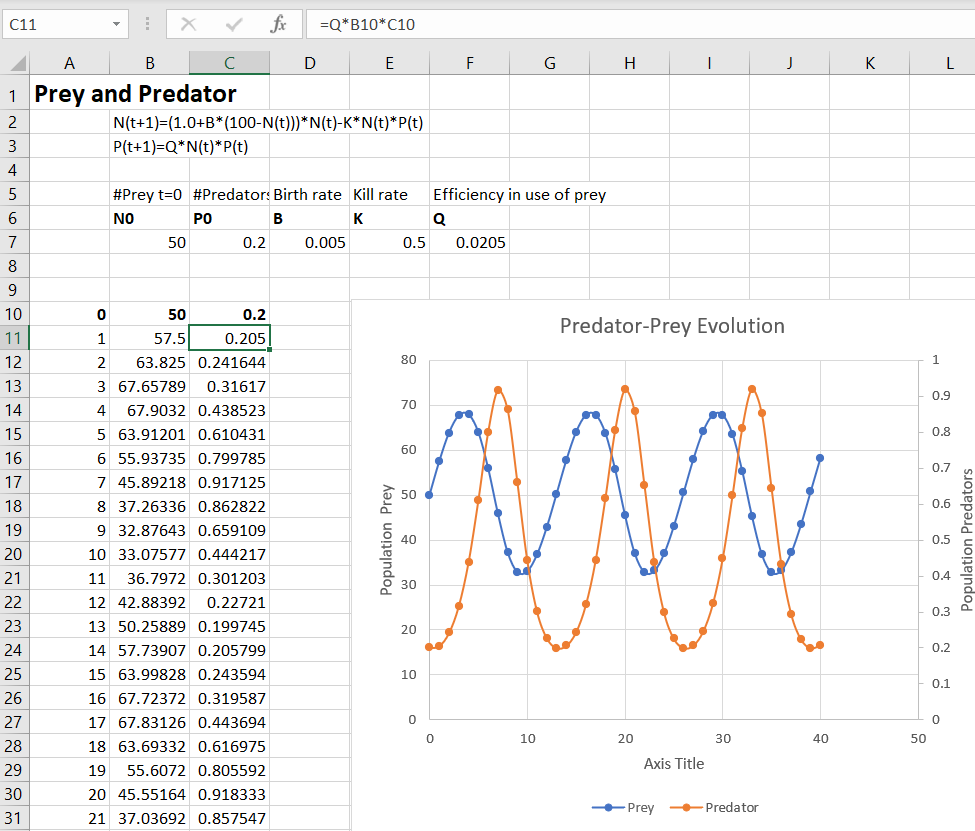 C11 fx =Q*B10*C10
A B C D E F G H I J K L
1 Prey and Predator
2 N(t+1)=(1.0+B*(100-N(t)))*N(t)-K*N(t)*P(t)
3 P(t+1)=Q*N(t)*P(t)
4
5 #Prey t=0 #Predators Birth rate Kill rate Efficiency in use of prey
6 N0 P0 B K Q
7 50 0.2 0.005 0.5 0.0205
8
9
10 0 50 0.2
11 1 57.5 0.205
12 2 63.825 0.241644
13 3 67.65789 0.31617
14 4 67.9032 0.438523
15 5 63.91201 0.610431
16 6 55.93735 0.799785
17 7 45.89218 0.917125
18 8 37.26336 0.862822
19 9 32.87643 0.659109
20 10 33.07577 0.444217
21 11 36.7972 0.301203
22 12 42.88392 0.22721
23 13 50.25889 0.199745
24 14 57.73907 0.205799
25 15 63.99828 0.243594
26 16 67.72372 0.319587
27 17 67.83126 0.443694
28 18 63.69332 0.616975
29 19 55.6072 0.805592
30 20 45.55164 0.918333
31 21 37.03692 0.857547
Predator-Prey Evolution
Population Prey
80
70
60
50
40
30
20
10
0
Population Predators
1
0.9
0.8
0.7
0.6
0.5
0.4
0.3
0.2
0.1
0
0 10 20 30 40 50
Axis Title
Prey Predator